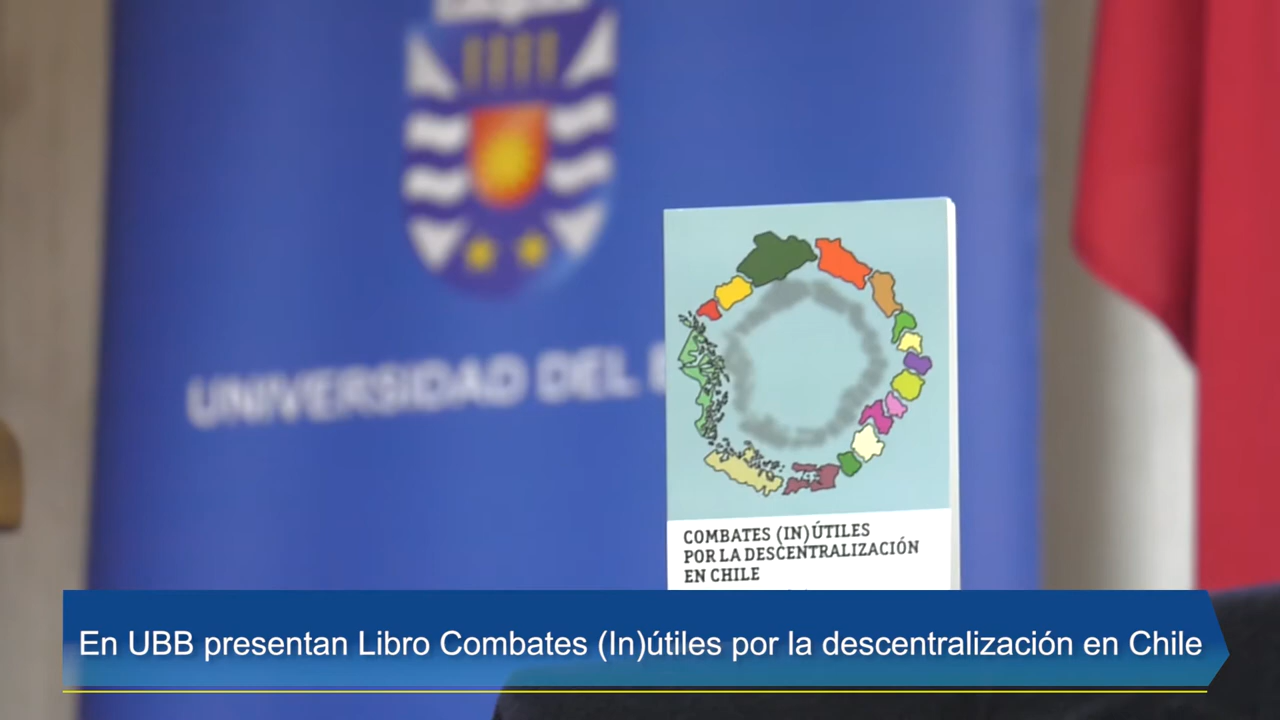 UNIVERSIDAD DEL
COMBATES (IN)ÚTILES
POR LA DESCENTRALIZACIÓN
EN CHILE
En UBB presentan Libro Combates (In)útiles por la descentralización en Chile